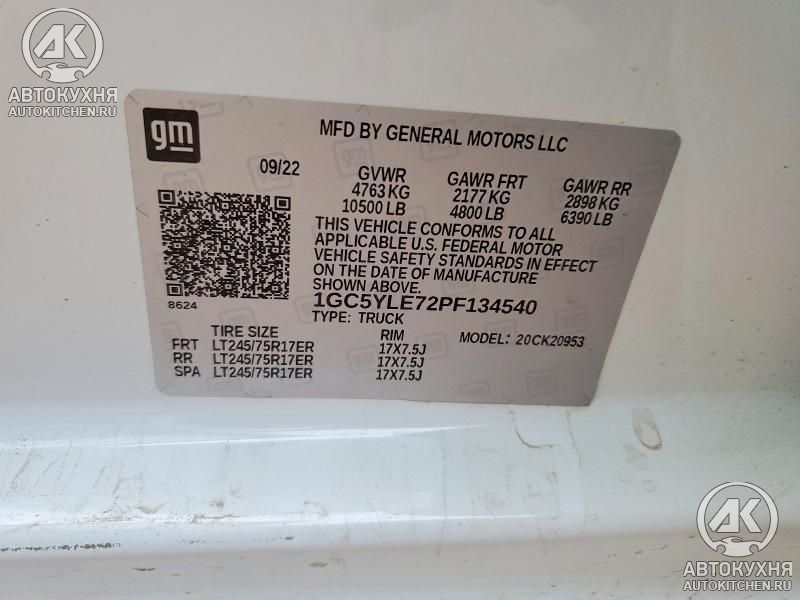 АК
АВТОКУХНЯ
AUTOKITCHEN.RU
gm
MFD BY GENERAL MOTORS LLC
09/22 GVWR GAWR FRT GAWR RR
4763 KG 2177 KG 2898 KG
10500 LB 4800 LB 6390 LB
THIS VEHICLE CONFORMS TO ALL
APPLICABLE U.S. FEDERAL MOTOR
VEHICLE SAFETY STANDARDS IN EFFECT
ON THE DATE OF MANUFACTURE
SHOWN ABOVE.
8624
1GC5YLE72PF134540
TYPE: TRUCK MODEL: 20CK20953
TIRE SIZE RIM
FRT LT245/75R17ER 17X7.5J
RR LT245/75R17ER 17X7.5J
SPA LT245/75R17ER 17X7.5J
АК
АВТОКУХНЯ
AUTOKITCHEN.RU